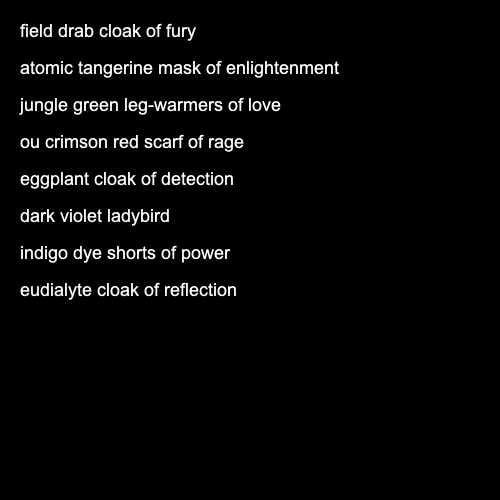 field drab cloak of fury
atomic tangerine mask of enlightenment
jungle green leg-warmers of love
ou crimson red scarf of rage
eggplant cloak of detection
dark violet ladybird
indigo dye shorts of power
eudialyte cloak of reflection